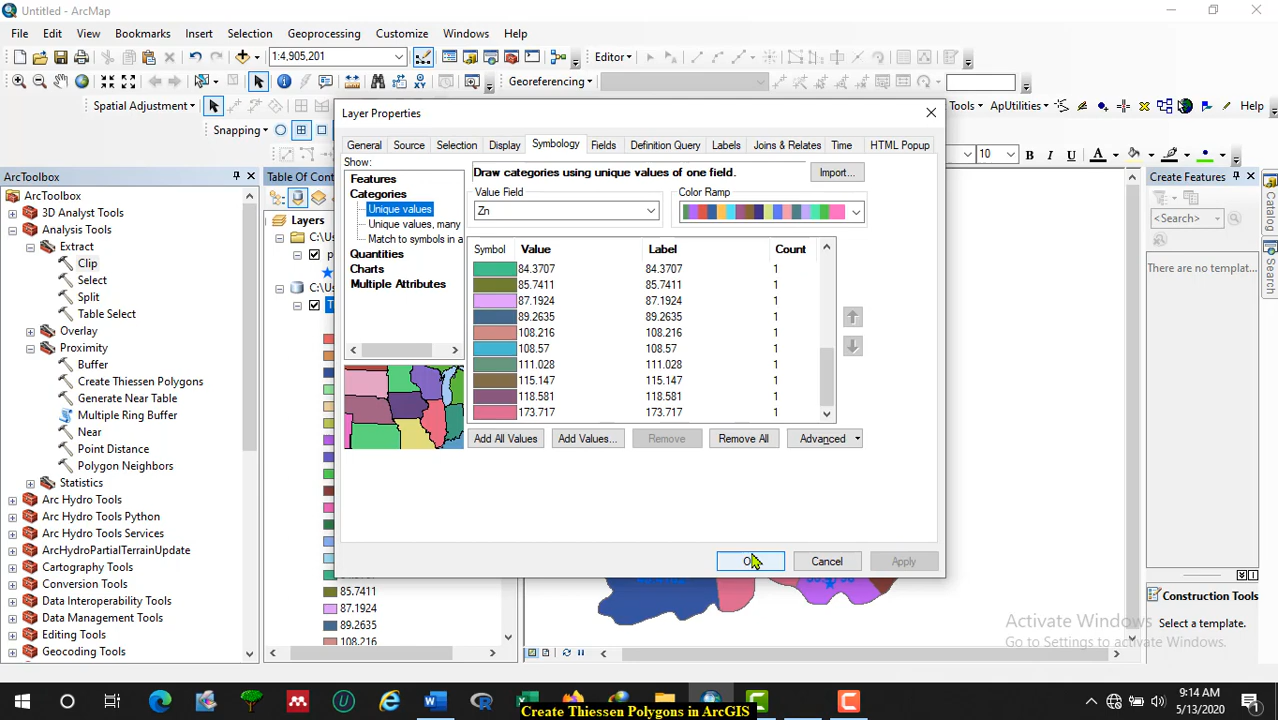 Untitled - ArcMap
File Edit View Bookmarks Insert Selection Geoprocessing Customize Windows Help
1:4,905,201 Editor
Georeferencing
Spatial Adjustment Tools ApUtilities Help
Snapping 10
ArcToolbox
ArcToolbox
3D Analyst Tools
Analysis Tools
Extract
Clip
Select
Split
Table Select
Overlay
Proximity
Buffer
Create Thiessen Polygons
Generate Near Table
Multiple Ring Buffer
Near
Point Distance
Polygon Neighbors
Statistics
Arc Hydro Tools
Arc Hydro Tools Python
Arc Hydro Tools Services
ArcHydroPartialTerrainUpdate
Cartography Tools
Conversion Tools
Data Interoperability Tools
Data Management Tools
Editing Tools
Geocoding Tools
Table Of Cont
Layers
C:\Us
p
C:\Us
T
85.7411
87.1924
89.2635
108.216
Layer Properties
General Source Selection Display Symbology Fields Definition Query Labels Joins & Relates Time HTML Popup
Show:
Features
Categories
Unique values
Unique values, many
Match to symbols in a
Quantities
Charts
Multiple Attributes
Draw categories using unique values of one field.
Import...
Value Field
Zn
Color Ramp
Symbol Value Label Count
84.3707 84.3707 1
85.7411 85.7411 1
87.1924 87.1924 1
89.2635 89.2635 1
108.216 108.216 1
108.57 108.57 1
111.028 111.028 1
115.147 115.147 1
118.581 118.581 1
173.717 173.717 1
Add All Values Add Values... Remove Remove All Advanced
Cancel Apply
Create Features
<Search>
There are no templat
Construction Tools
Select a template.
Catalog
Search
Activate Windows
Go to Settings to activate Windows.
9:14 AM
5/13/2020
Create Thiessen Polygons in ArcGIS